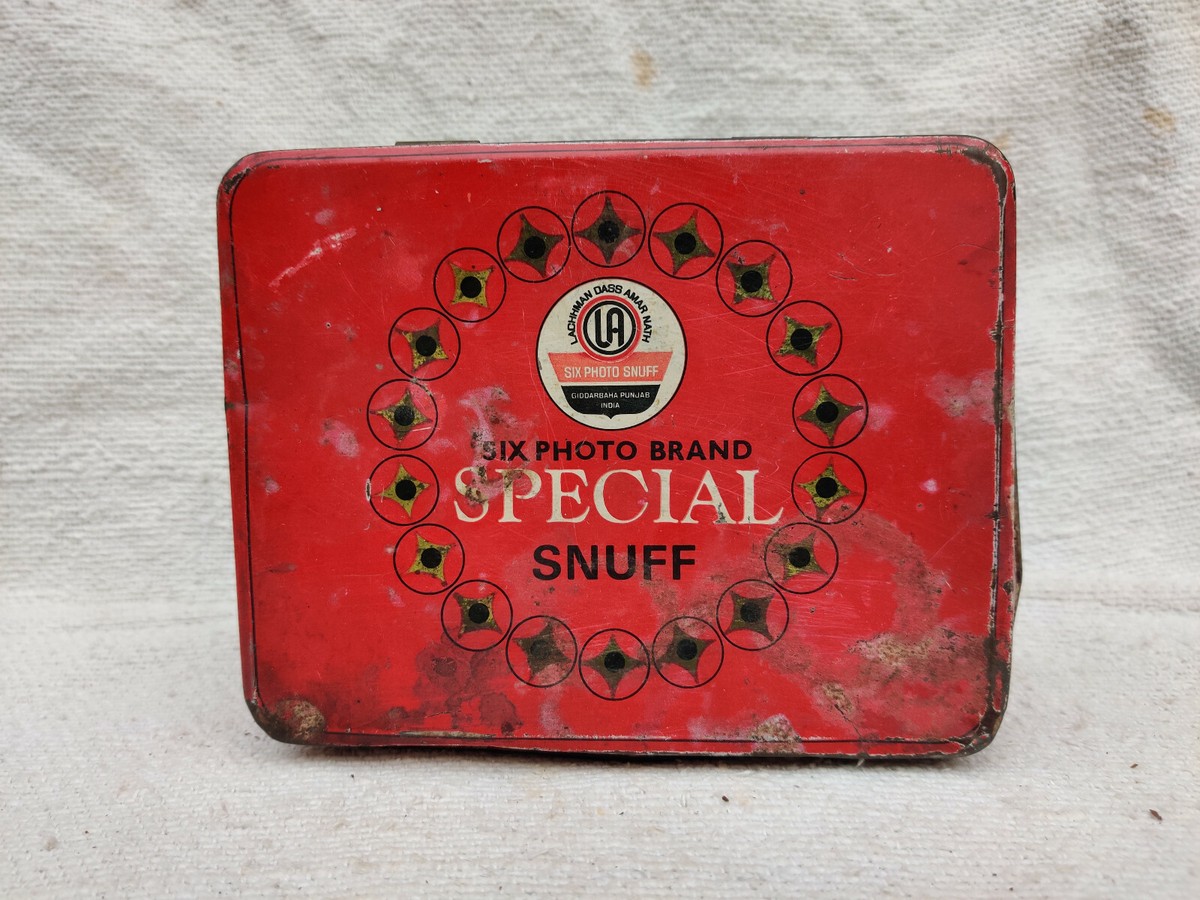 LACHHMAN DASS AMAR NATH
LA
SIX PHOTO SNUFF
GIDDARBAHA PUNJAB
INDIA
SIX PHOTO BRAND
SPECIAL
SNUFF